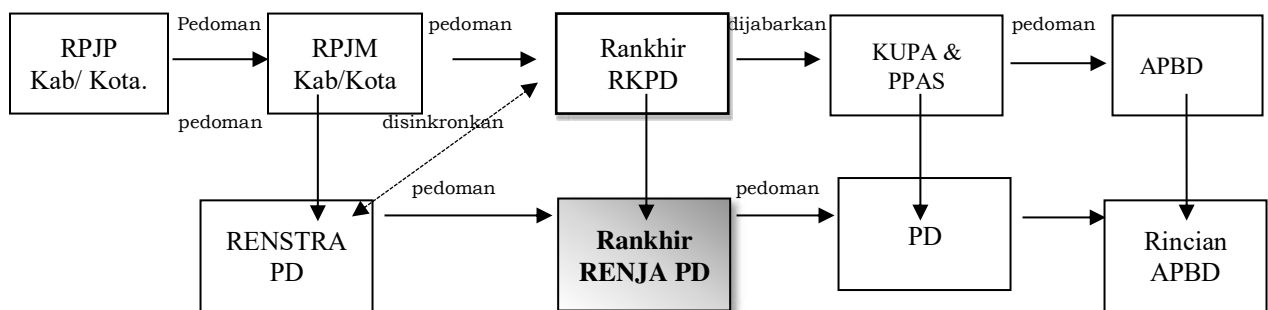 Pedoman
pedoman
dijabarkan
pedoman
RPJP
Kab/ Kota.
RPJM
Kab/Kota
Rankhir
RKPD
KUPA &
PPAS
APBD
pedoman
disinkronkan
pedoman
pedoman
RENSTRA
PD
Rankhir
RENJA PD
PD
Rincian
APBD